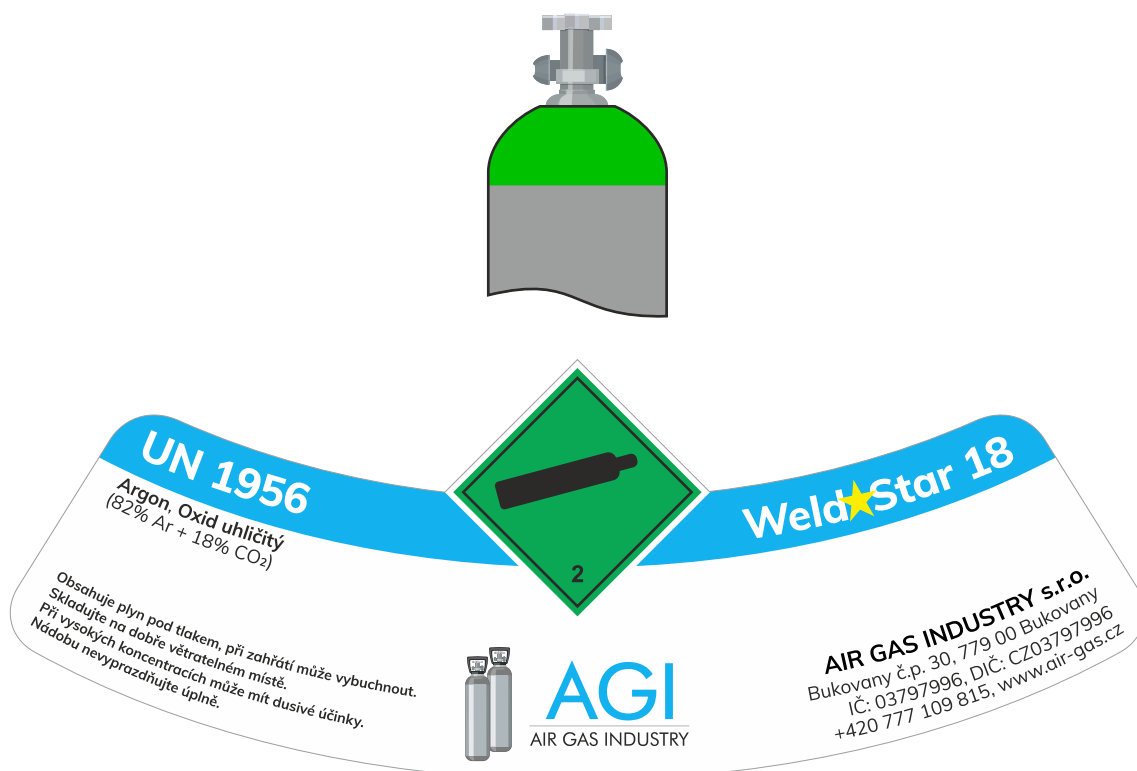 UN 1956
Argon, Oxid uhličitý
(82% Ar + 18% CO₂)
Obsahuje plyn pod tlakem, při zahřátí může vybuchnout.
Skladujte na dobře větratelném místě.
Při vysokých koncentracích může mít dusivé účinky.
Nádobu nevyprazdňujte úplně.
2
AGI
AIR GAS INDUSTRY
Weld Star 18
AIR GAS INDUSTRY s.r.o.
Bukovany č.p. 30, 779 00 Bukovany
IČ: 03797996, DIČ: CZ03797996
+420 777 109 815, www.air-gas.cz